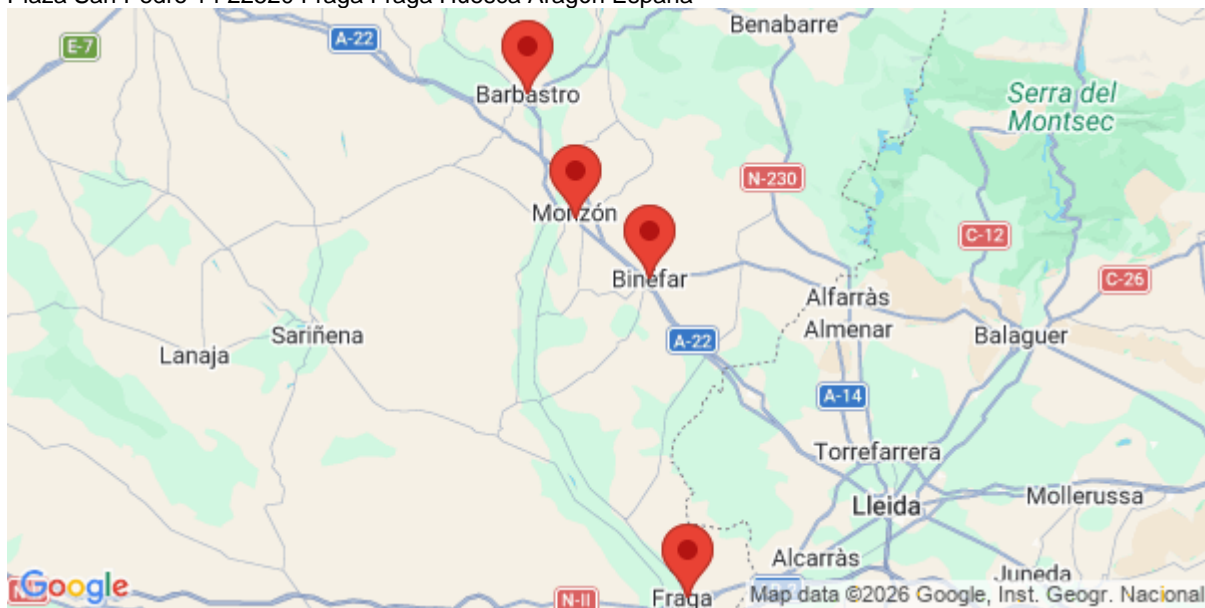 E-7
A-22
Benabarre
Barbastro
Serra del
Montsec
N-230
Monzón
C-12
Binéfar
C-26
Alfarràs
Almenar
Sariñena
Balaguer
Lanaja
A-22
A-14
Torrefarrera
Lleida
Mollerussa
Alcarràs
Juneda
Google
N-II
Fraga
Map data ©2026 Google, Inst. Geogr. Nacional